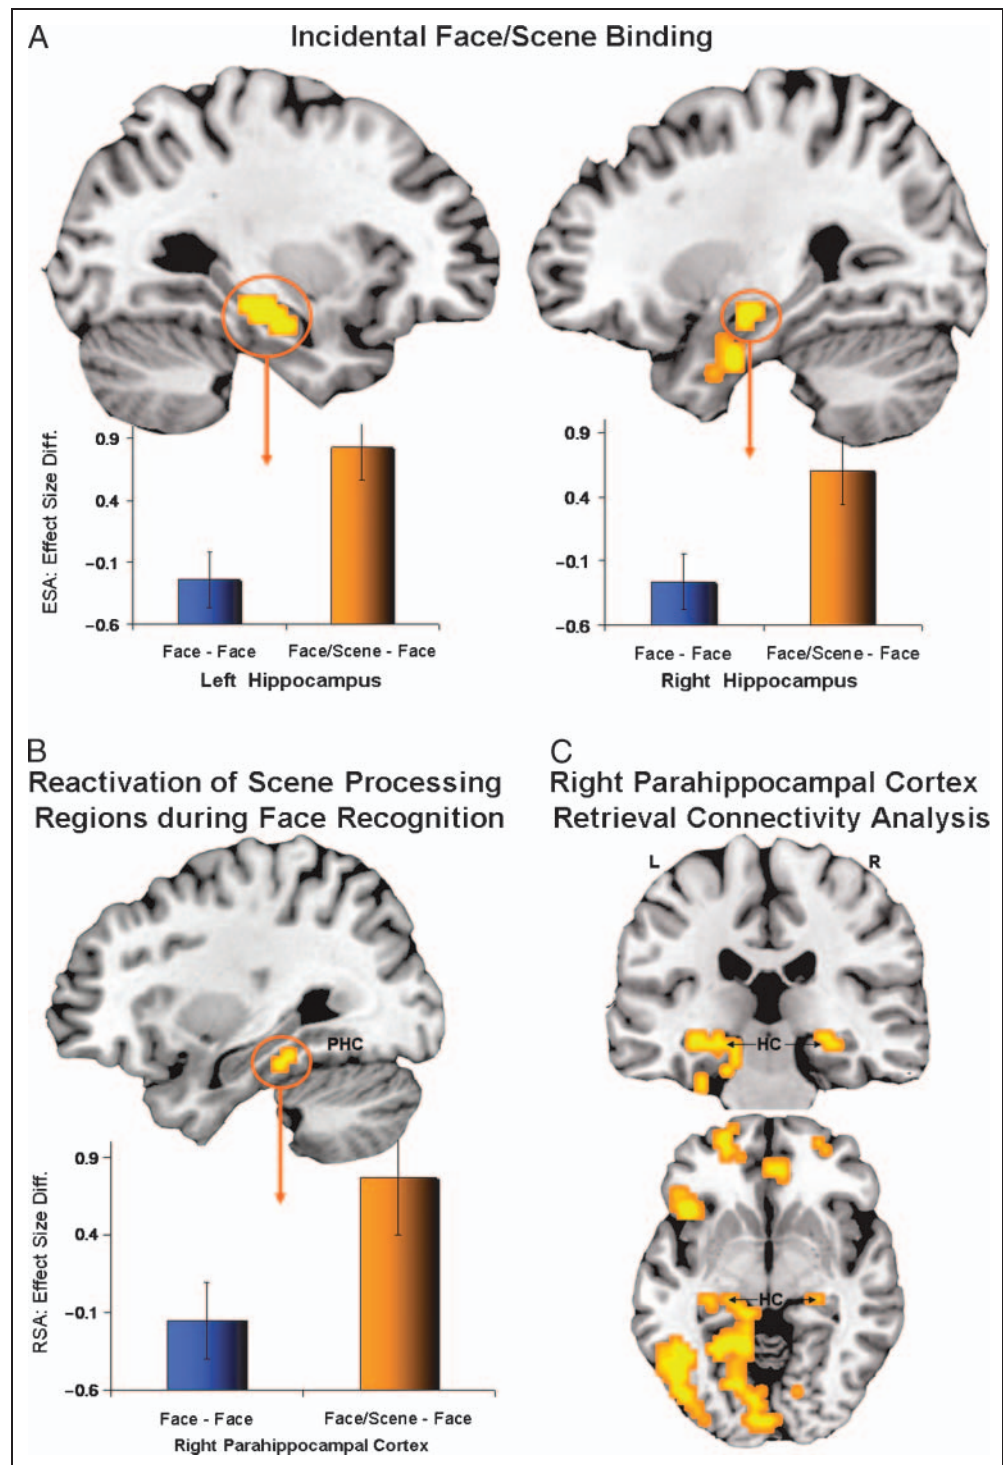 A
Incidental Face/Scene Binding
ESA: Effect Size Diff.
0.9
0.4
−0.1
−0.6
Face - Face Face/Scene - Face
Left Hippocampus
0.9
0.4
−0.1
−0.6
Face - Face Face/Scene - Face
Right Hippocampus
B
Reactivation of Scene Processing
Regions during Face Recognition
PHC
RSA: Effect Size Diff.
0.9
0.4
−0.1
−0.6
Face - Face Face/Scene - Face
Right Parahippocampal Cortex
C
Right Parahippocampal Cortex
Retrieval Connectivity Analysis
L R
HC
HC